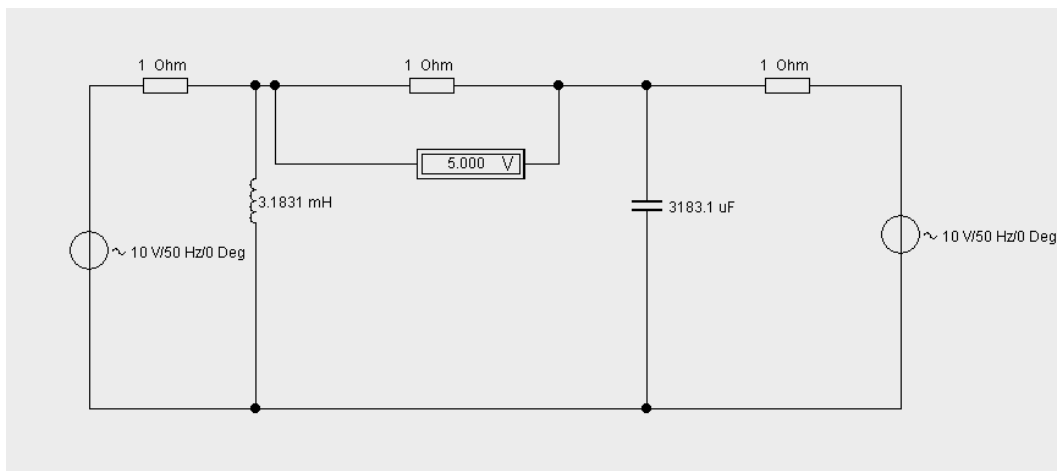 1 Ohm
1 Ohm
1 Ohm
5.000 V
3.1831 mH
3183.1 uF
~ 10 V/50 Hz/0 Deg
~ 10 V/50 Hz/0 Deg